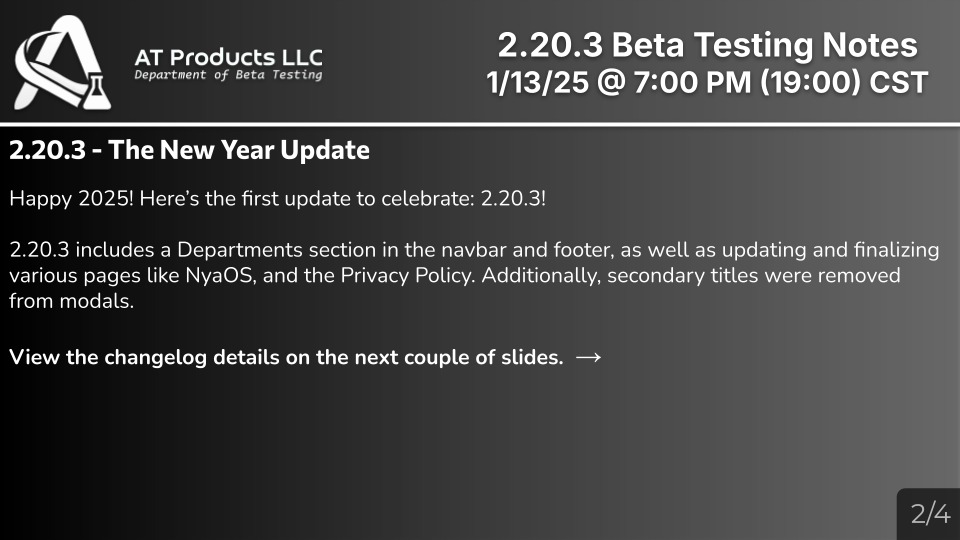 AT Products LLC
Department of Beta Testing
2.20.3 Beta Testing Notes
1/13/25 @ 7:00 PM (19:00) CST
2.20.3 - The New Year Update
Happy 2025! Here’s the first update to celebrate: 2.20.3!
2.20.3 includes a Departments section in the navbar and footer, as well as updating and finalizing
various pages like NyaOS, and the Privacy Policy. Additionally, secondary titles were removed
from modals.
View the changelog details on the next couple of slides. →
2/4